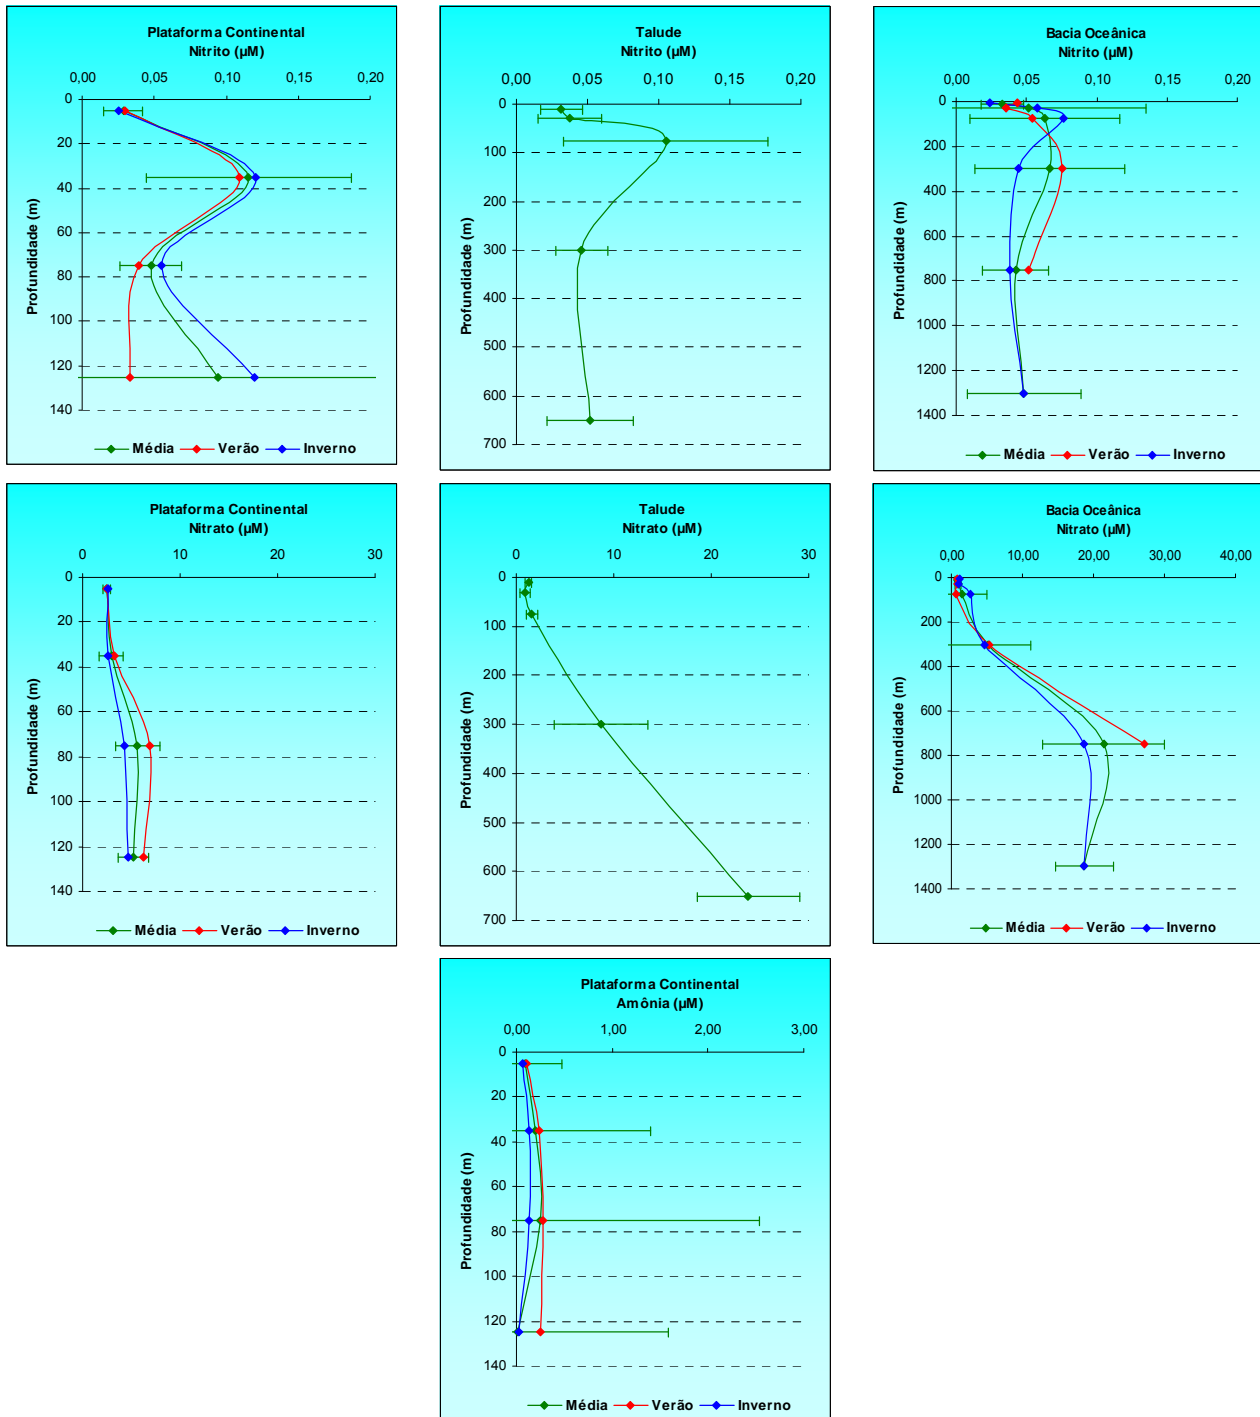 Plataforma Continental
Nitrito (µM)
0,00 0,05 0,10 0,15 0,20
0
20
40
60
80
100
120
140
Profundidade (m)
Média Verão Inverno
Talude
Nitrito (µM)
0,00 0,05 0,10 0,15 0,20
0
100
200
300
400
500
600
700
Profundidade (m)
Média
Bacia Oceânica
Nitrito (µM)
0,00 0,05 0,10 0,15 0,20
0
200
400
600
800
1000
1200
1400
Profundidade (m)
Média Verão Inverno
Plataforma Continental
Nitrato (µM)
0 10 20 30
0
20
40
60
80
100
120
140
Profundidade (m)
Média Verão Inverno
Talude
Nitrato (µM)
0 10 20 30
0
100
200
300
400
500
600
700
Profundidade (m)
Média
Bacia Oceânica
Nitrato (µM)
0,00 10,00 20,00 30,00 40,00
0
200
400
600
800
1000
1200
1400
Profundidade (m)
Média Verão Inverno
Plataforma Continental
Amônia (µM)
0,00 1,00 2,00 3,00
0
20
40
60
80
100
120
140
Profundidade (m)
Média Verão Inverno